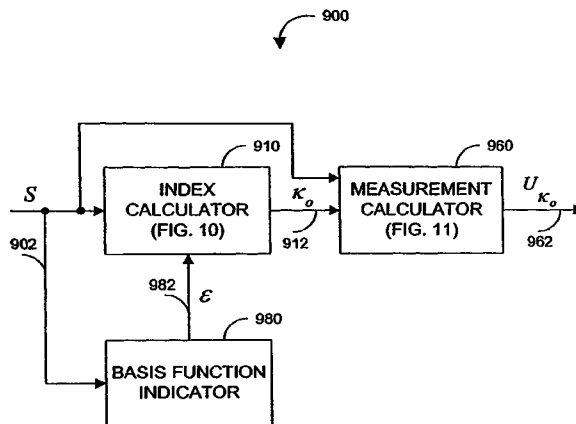 900
910
960
S
INDEX
CALCULATOR
(FIG. 10)
κo
912
MEASUREMENT
CALCULATOR
(FIG. 11)
Uκo
962
902
982
ε
980
BASIS FUNCTION
INDICATOR